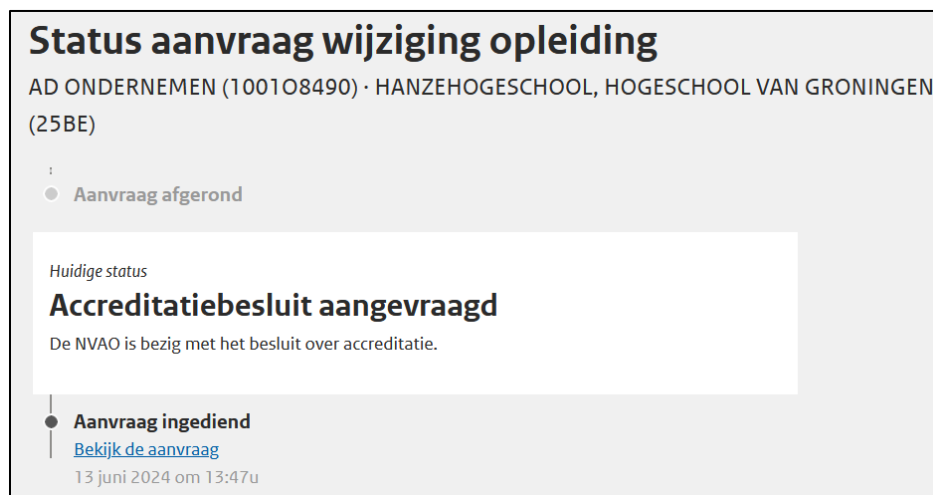 Status aanvraag wijziging opleiding
AD ONDERNEMEN (1001O8490) · HANZEHOGESCHOOL, HOGESCHOOL VAN GRONINGEN
(25BE)
Aanvraag afgerond
Huidige status
Accreditatiebesluit aangevraagd
De NVAO is bezig met het besluit over accreditatie.
Aanvraag ingediend
Bekijk de aanvraag
13 juni 2024 om 13:47u